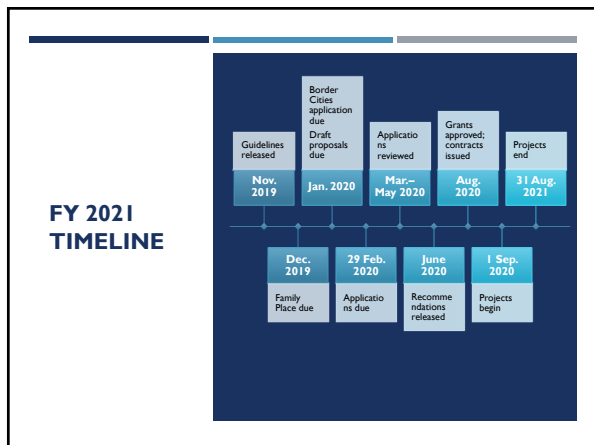 FY 2021
TIMELINE
Guidelines
released
Nov.
2019
Dec.
2019
Family
Place due
Border
Cities
application
due
Draft
proposals
due
Jan. 2020
29 Feb.
2020
Applicatio
ns due
Applicatio
ns
reviewed
Mar.–
May 2020
June
2020
Recomme
ndations
released
Grants
approved;
contracts
issued
Aug.
2020
1 Sep.
2020
Projects
begin
Projects
end
31 Aug.
2021